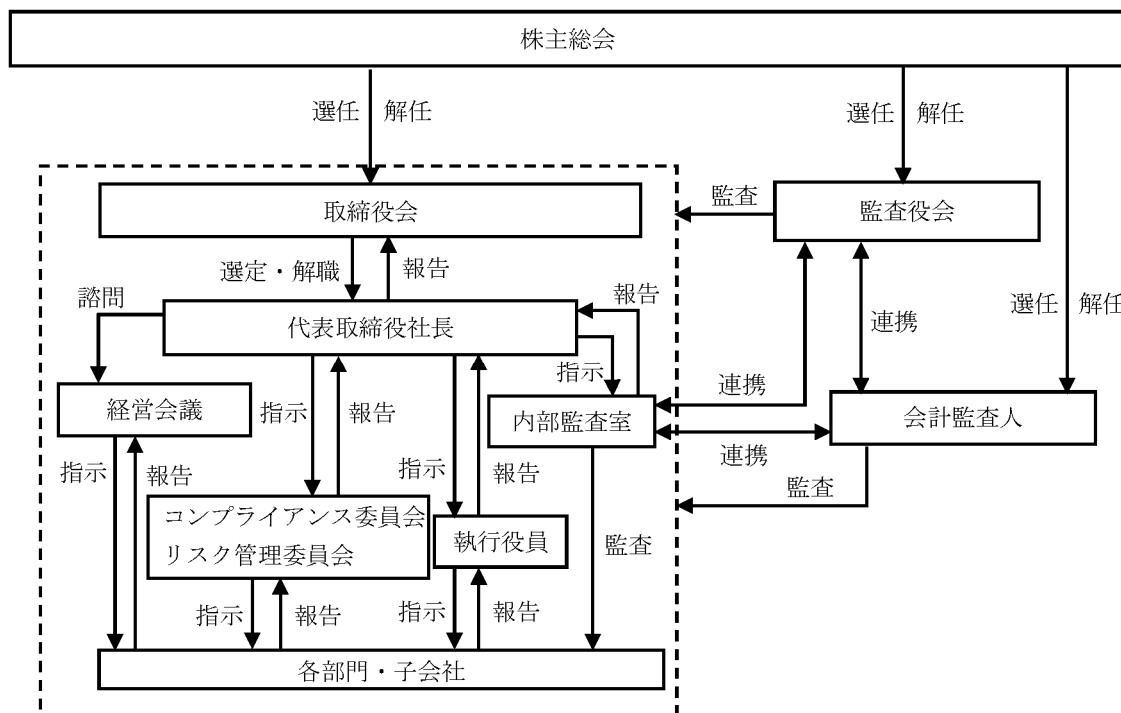 株主総会
選任 解任
選任 解任
取締役会
監査
監査役会
選定・解職
報告
諮問
代表取締役社長
報告
選任 解任
連携
指示
経営会議
指示
報告
連携
内部監査室
会計監査人
指示
報告
指示
報告
連携
監査
コンプライアンス委員会
リスク管理委員会
執行役員
監査
指示
報告
指示
報告
各部門・子会社